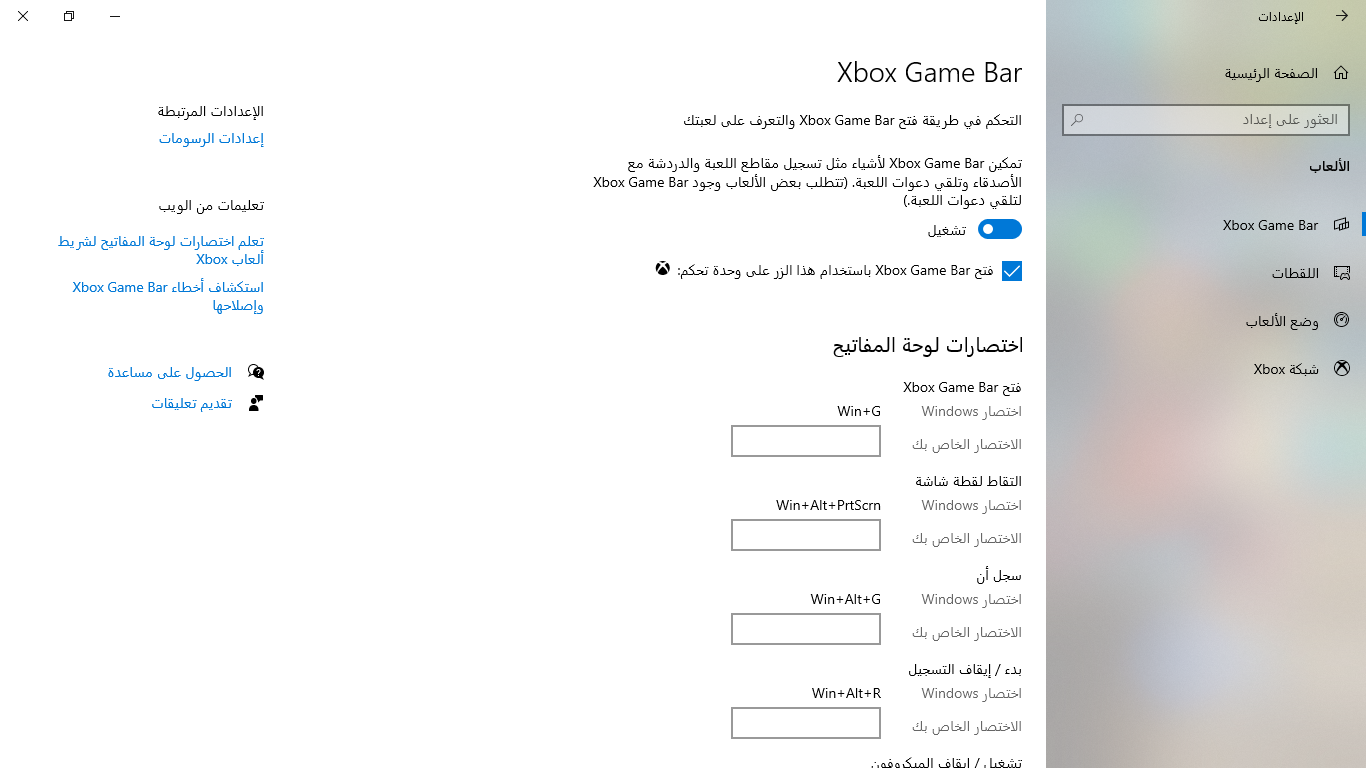 الإعدادات
الصفحة الرئيسية
العثور على إعداد
الألعاب
Xbox Game Bar
اللقطات
وضع الألعاب
شبكة Xbox
Xbox Game Bar
التحكم في طريقة فتح Xbox Game Bar والتعرف على لعبتك
تمكين Xbox Game Bar لأشياء مثل تسجيل مقاطع اللعبة والدردشة مع
الأصدقاء وتلقي دعوات اللعبة. (تتطلب بعض الألعاب وجود Xbox Game Bar
لتلقي دعوات اللعبة.)
تشغيل
فتح Xbox Game Bar باستخدام هذا الزر على وحدة تحكم:
اختصارات لوحة المفاتيح
فتح Xbox Game Bar
اختصار Windows Win+G
الاختصار الخاص بك
التقاط لقطة شاشة
اختصار Windows Win+Alt+PrtScrn
الاختصار الخاص بك
سجل أن
اختصار Windows Win+Alt+G
الاختصار الخاص بك
بدء / إيقاف التسجيل
اختصار Windows Win+Alt+R
الاختصار الخاص بك
تشغيل / إيقاف الميكروفون
الإعدادات المرتبطة
إعدادات الرسومات
تعليمات من الويب
تعلم اختصارات لوحة المفاتيح لشريط
ألعاب Xbox
استكشاف أخطاء Xbox Game Bar
وإصلاحها
الحصول على مساعدة
تقديم تعليقات